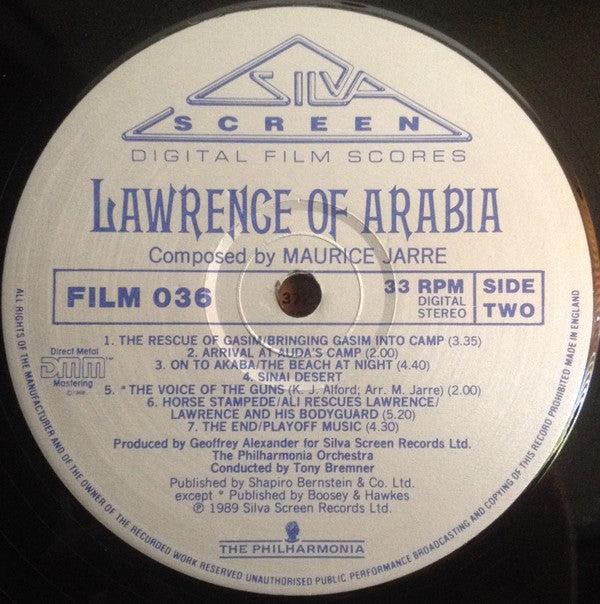 SILVA
SCREEN
DIGITAL FILM SCORES
LAWRENCE OF ARABIA
Composed by MAURICE JARRE
FILM 036
33 RPM
DIGITAL
STEREO
SIDE
TWO
1. THE RESCUE OF GASIM/BRINGING GASIM INTO CAMP (3.35)
2. ARRIVAL AT AUDA'S CAMP (2.00)
3. ON TO AKABA/THE BEACH AT NIGHT (4.40)
4. SINAI DESERT
5. *THE VOICE OF THE GUNS (K. J. Alford; Arr. M. Jarre) (2.00)
6. HORSE STAMPEDE/ALI RESCUES LAWRENCE/
LAWRENCE AND HIS BODYGUARD (5.20)
7. THE END/PLAYOFF MUSIC (4.30)
Direct Metal
DMM™
Mastering
Produced by Geoffrey Alexander for Silva Screen Records Ltd.
The Philharmonia Orchestra
Conducted by Tony Bremner
Published by Shapiro Bernstein & Co. Ltd.
except * Published by Boosey & Hawkes
℗ 1989 Silva Screen Records Ltd.
THE PHILHARMONIA
ALL RIGHTS OF THE MANUFACTURER AND OF THE OWNER OF THE RECORDED WORK RESERVED UNAUTHORISED PUBLIC PERFORMANCE BROADCASTING AND COPYING OF THIS RECORD PROHIBITED MADE IN ENGLAND